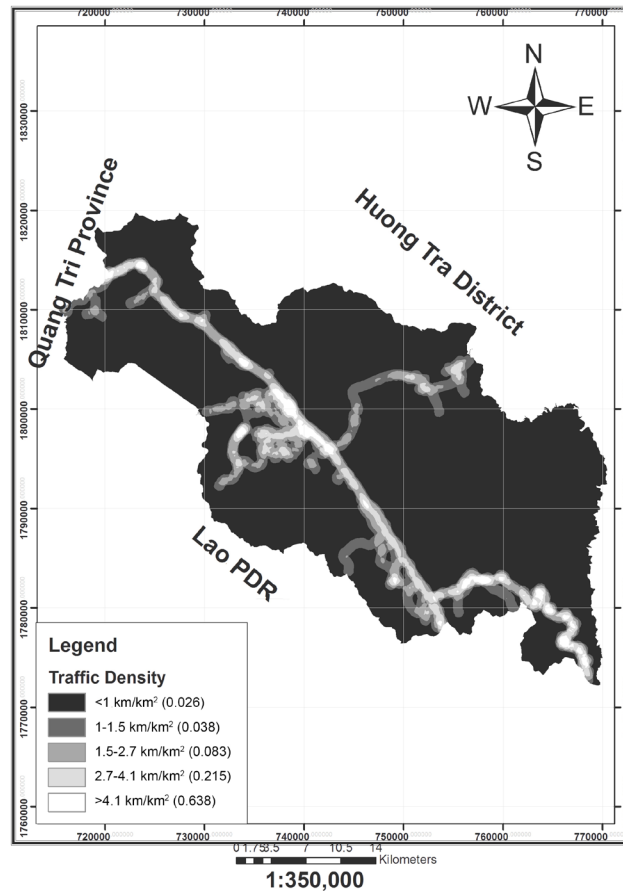 720000 730000 740000 750000 760000 770000
N
W E
S
1830000
1820000
1810000
1800000
1790000
1780000
1770000
1760000
Quang Tri Province
Huong Tra District
Lao PDR
Legend
Traffic Density
<1 km/km² (0.026)
1-1.5 km/km² (0.038)
1.5-2.7 km/km² (0.083)
2.7-4.1 km/km² (0.215)
>4.1 km/km² (0.638)
720000 730000 740000 750000 760000 770000
0 1.75 3.5 7 10.5 14
Kilometers
1:350,000